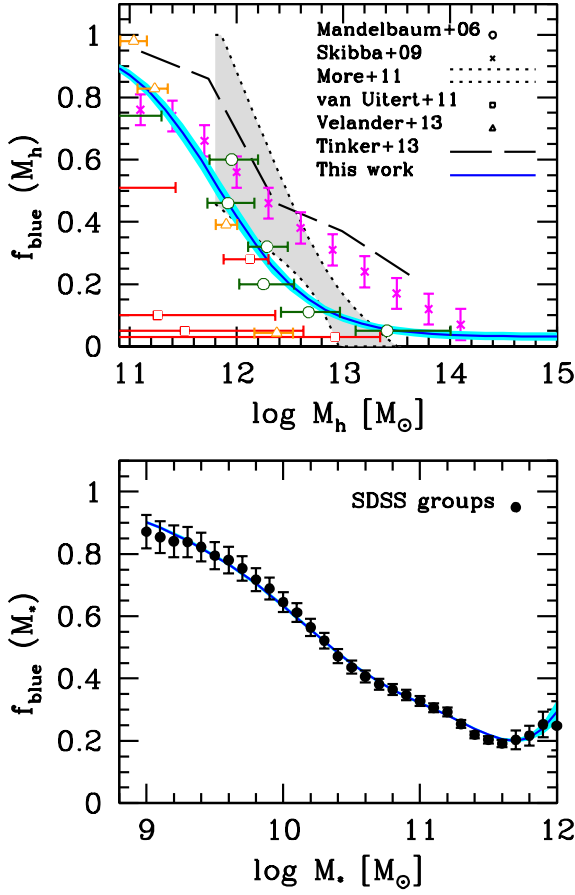 Mandelbaum+06
Skibba+09
More+11
van Uitert+11
Velander+13
Tinker+13
This work
1
0.8
0.6
0.4
0.2
0
f_blue (M_h)
11 12 13 14 15
log M_h [M_⊙]
SDSS groups
1
0.8
0.6
0.4
0.2
0
f_blue (M_*)
9 10 11 12
log M_* [M_⊙]